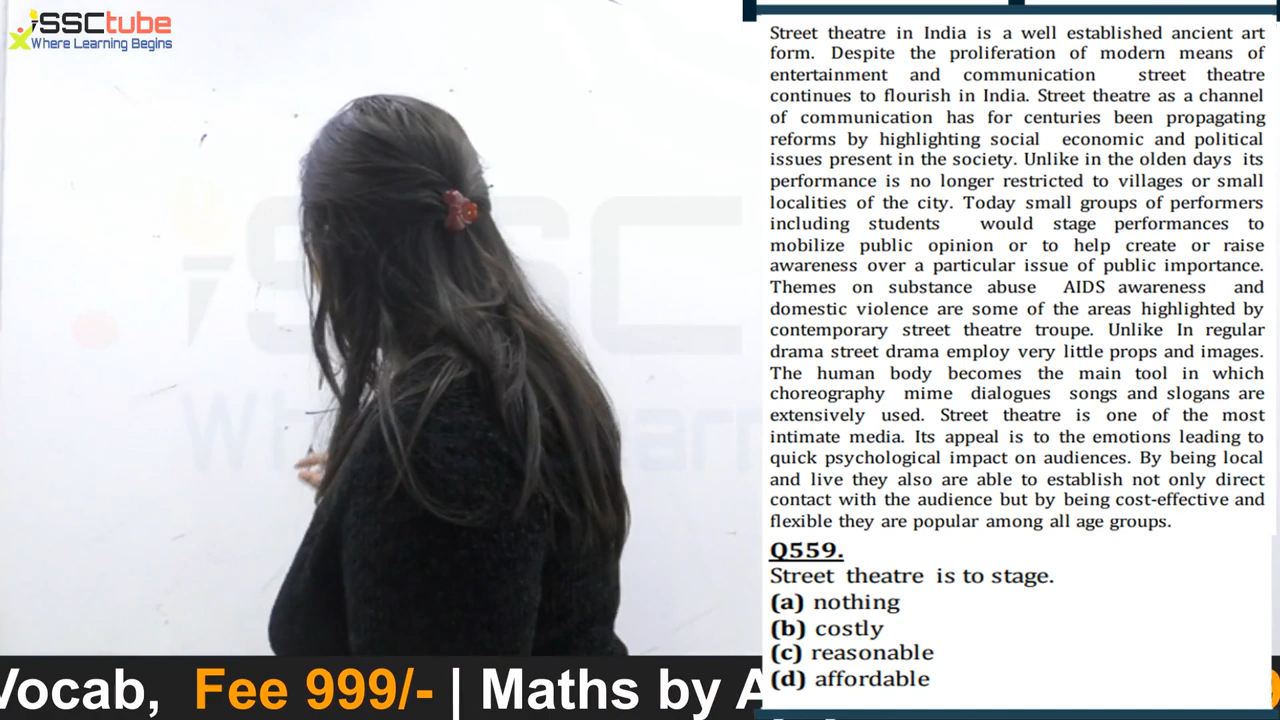 SSCtube
Where Learning Begins
Street theatre in India is a well established ancient art
form. Despite the proliferation of modern means of
entertainment and communication street theatre
continues to flourish in India. Street theatre as a channel
of communication has for centuries been propagating
reforms by highlighting social economic and political
issues present in the society. Unlike in the olden days its
performance is no longer restricted to villages or small
localities of the city. Today small groups of performers
including students would stage performances to
mobilize public opinion or to help create or raise
awareness over a particular issue of public importance.
Themes on substance abuse AIDS awareness and
domestic violence are some of the areas highlighted by
contemporary street theatre troupe. Unlike In regular
drama street drama employ very little props and images.
The human body becomes the main tool in which
choreography mime dialogues songs and slogans are
extensively used. Street theatre is one of the most
intimate media. Its appeal is to the emotions leading to
quick psychological impact on audiences. By being local
and live they also are able to establish not only direct
contact with the audience but by being cost-effective and
flexible they are popular among all age groups.
Q559.
Street theatre is to stage.
(a) nothing
(b) costly
(c) reasonable
(d) affordable
Vocab, Fee 999/- | Maths by A